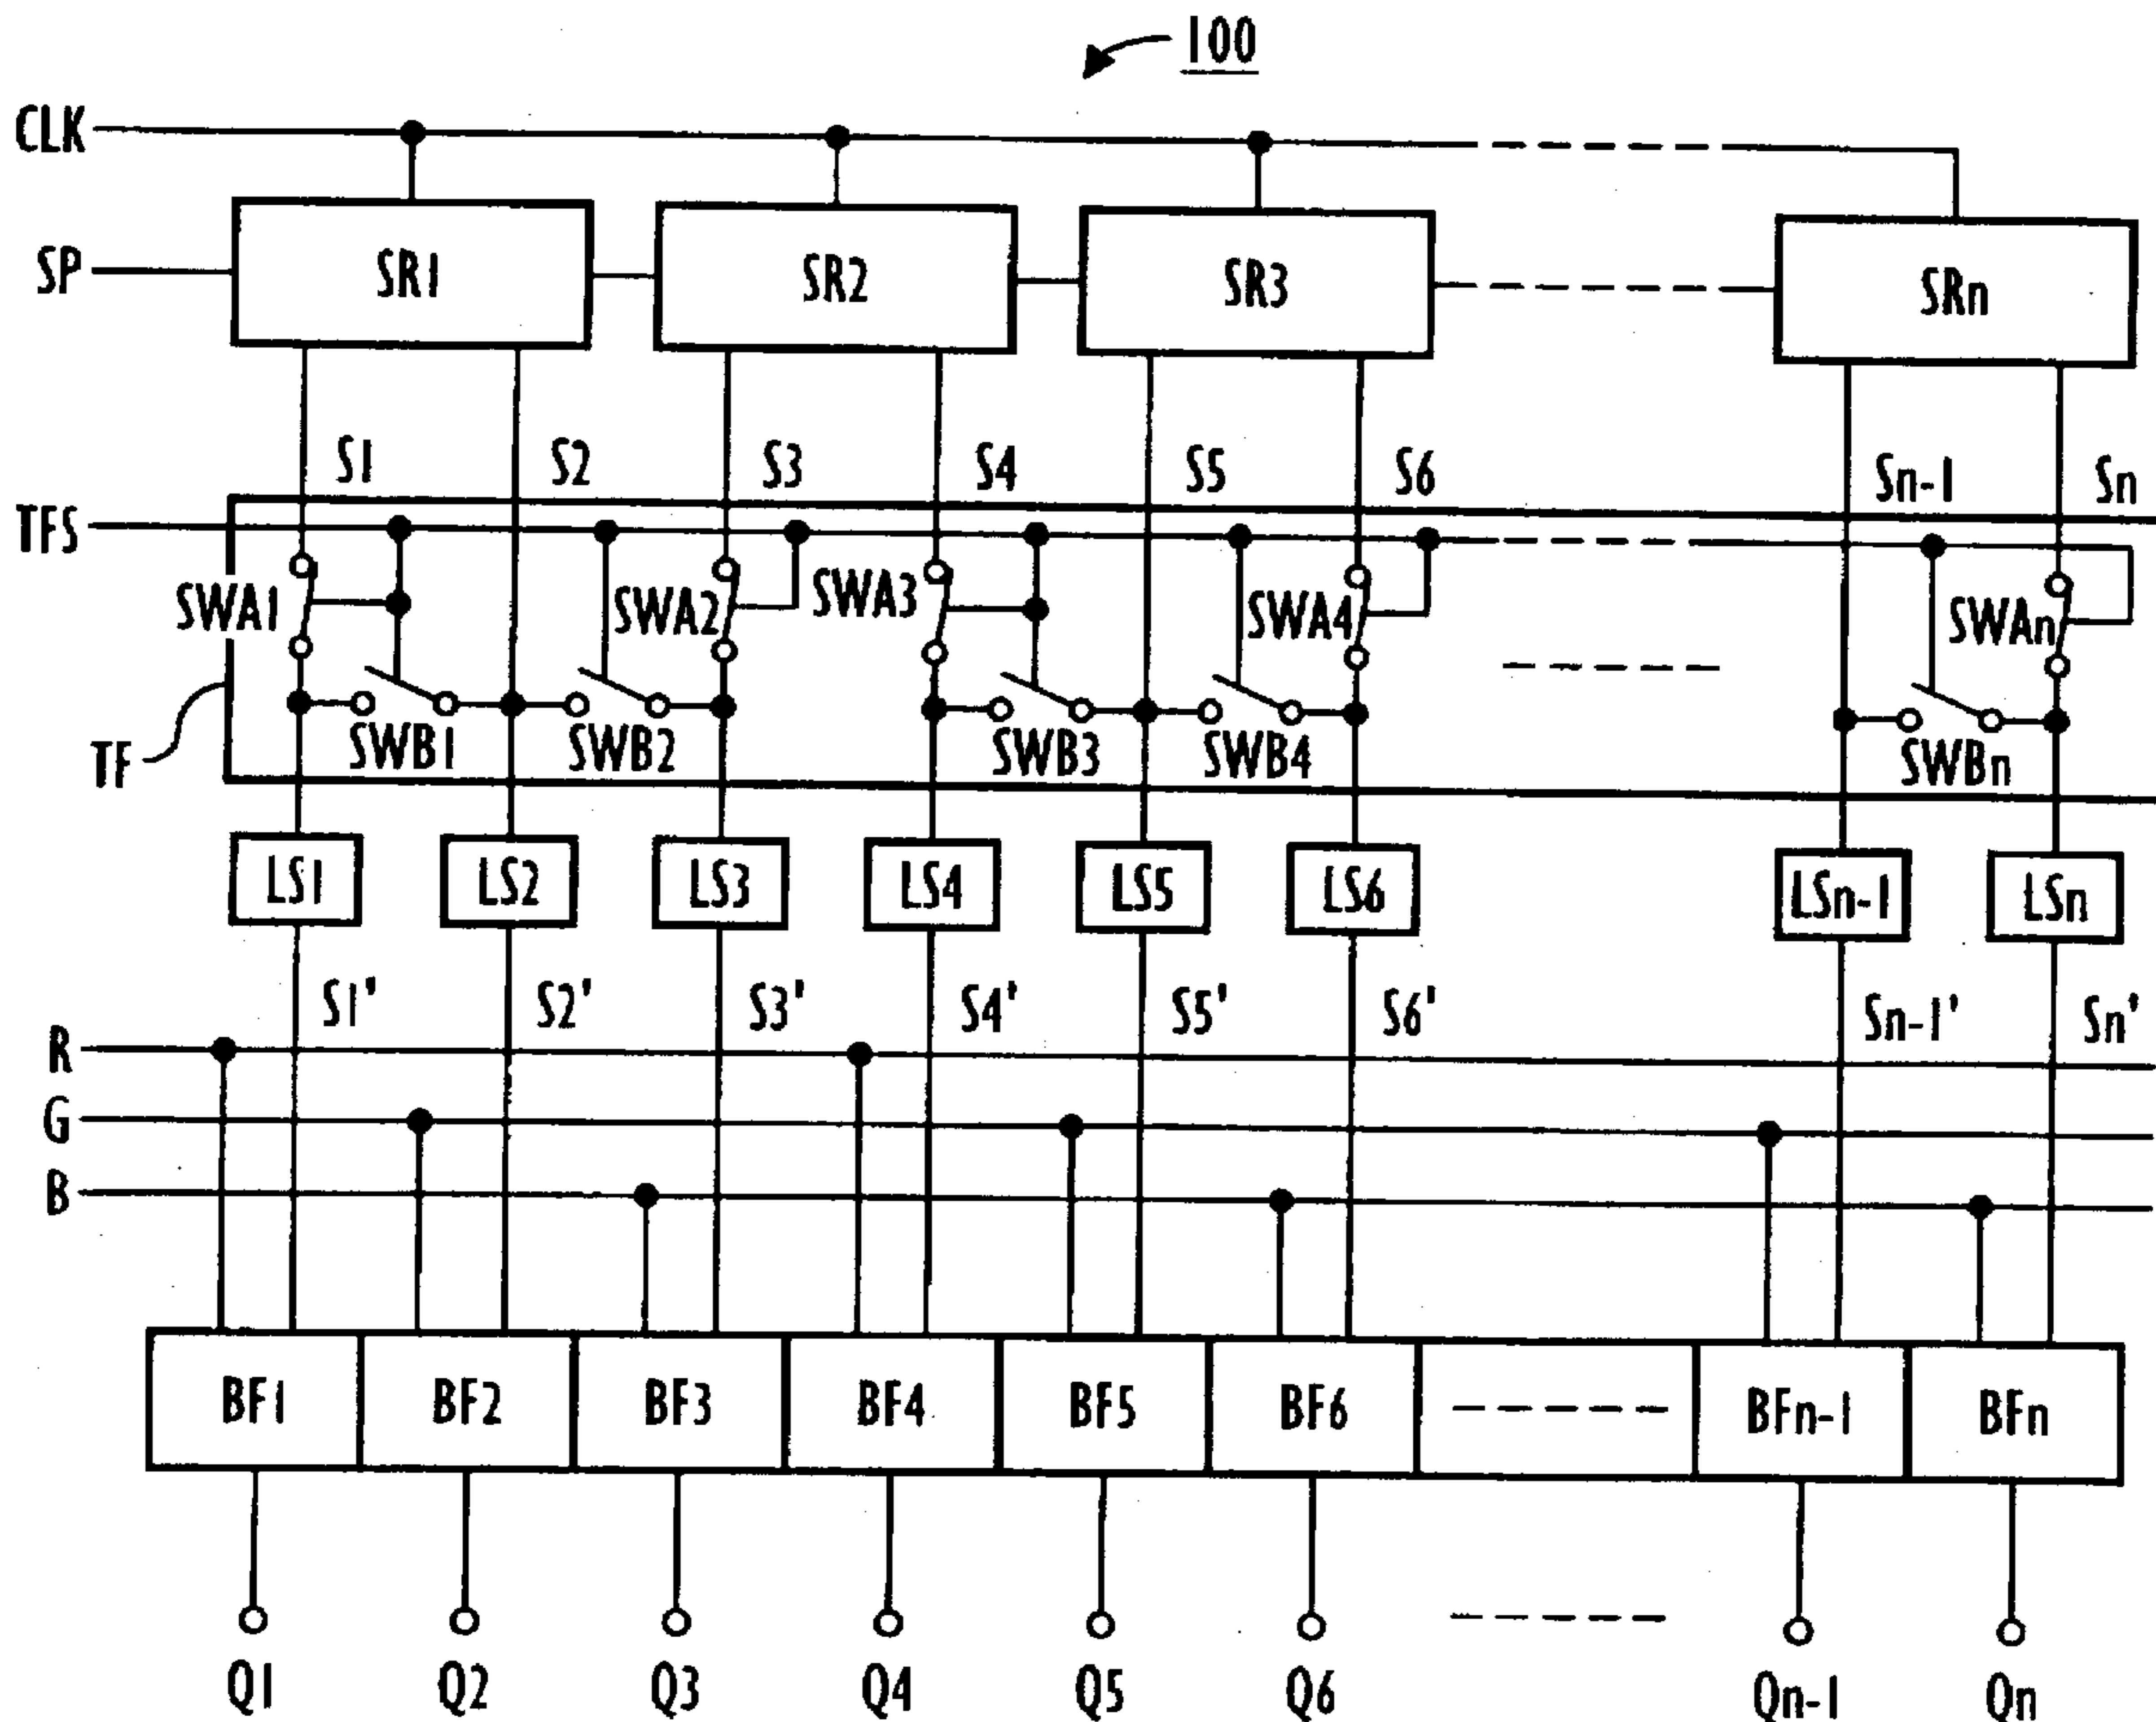 100
CLK
SP SR1 SR2 SR3 SRn
S1 S2 S3 S4 S5 S6 Sn-1 Sn
TFS
SWA1 SWA2 SWA3 SWA4 SWAn
TF SWB1 SWB2 SWB3 SWB4 SWBn
LS1 LS2 LS3 LS4 LS5 LS6 LSn-1 LSn
S1' S2' S3' S4' S5' S6' Sn-1' Sn'
R
G
B
BF1 BF2 BF3 BF4 BF5 BF6 BFn-1 BFn
Q1 Q2 Q3 Q4 Q5 Q6 Qn-1 Qn